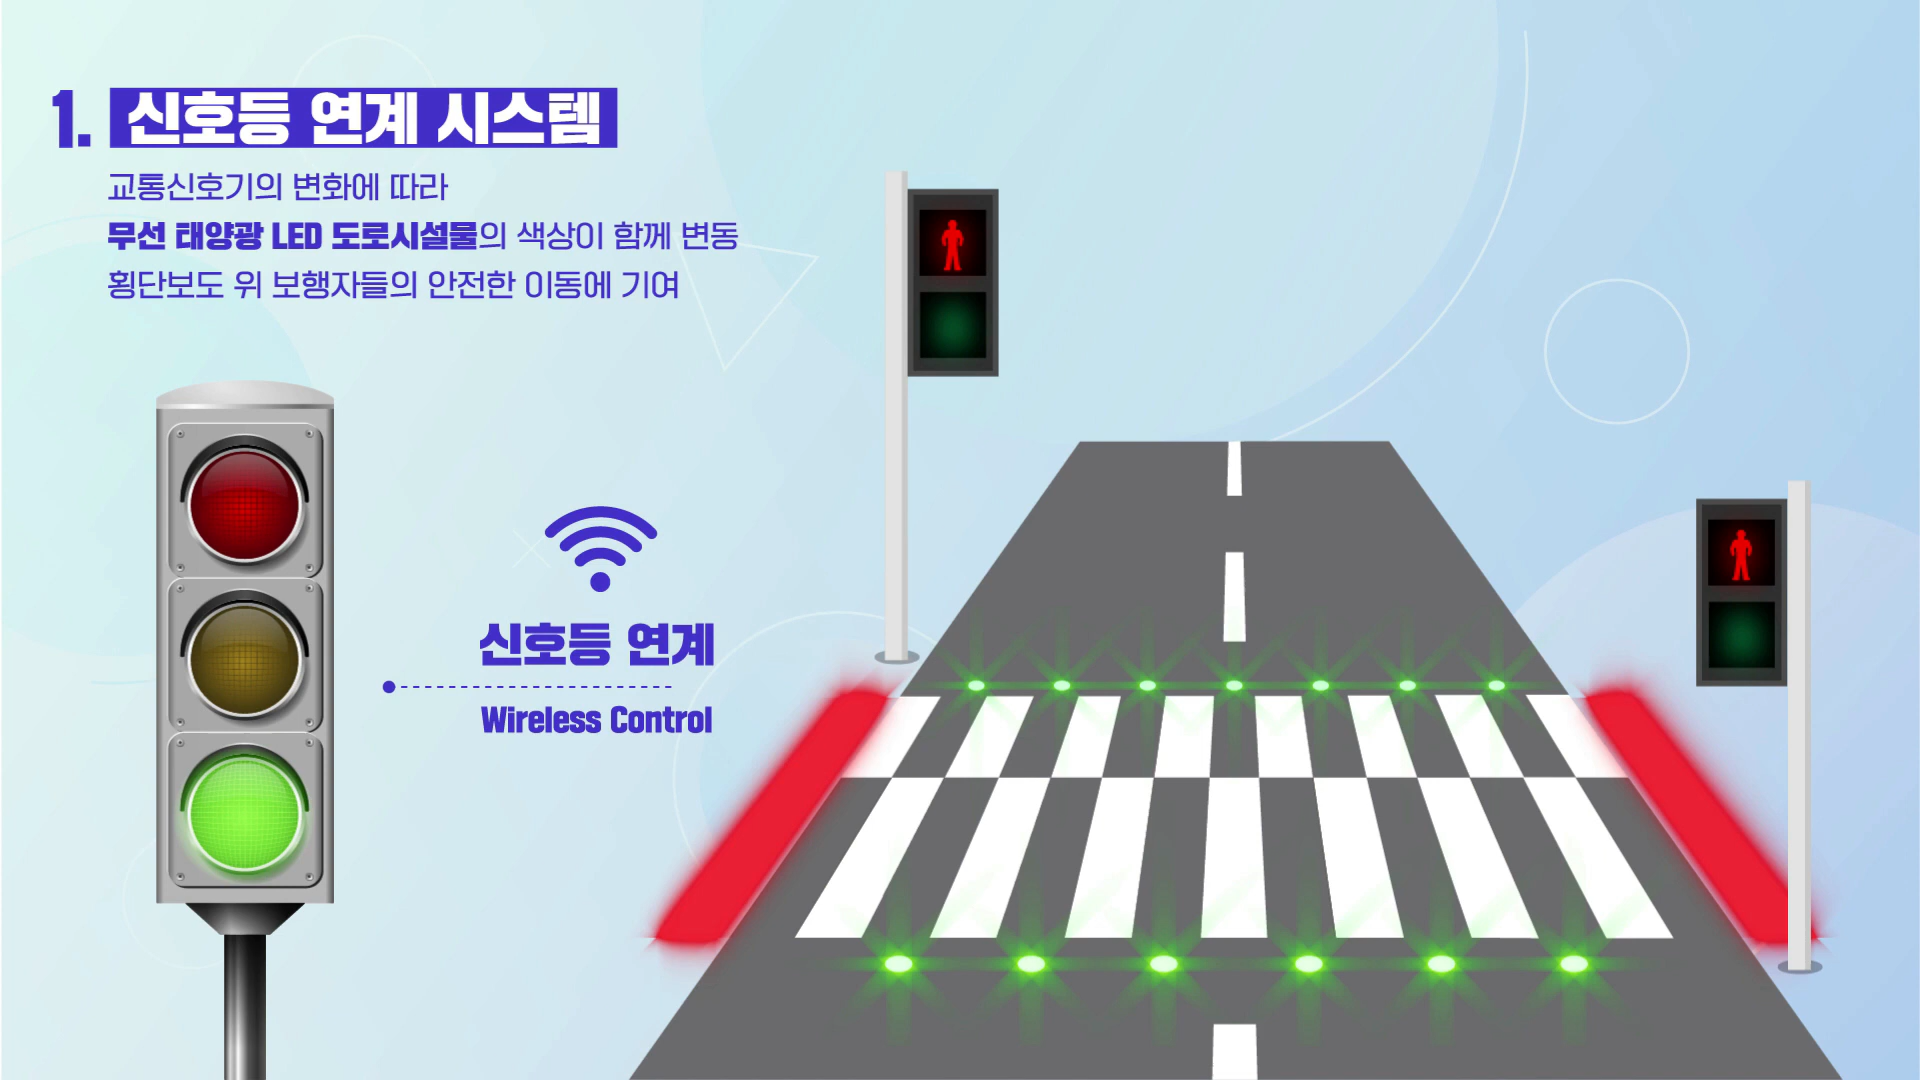 1. 신호등 연계 시스템
교통신호기의 변화에 따라
무선 태양광 LED 도로시설물의 색상이 함께 변동
횡단보도 위 보행자들의 안전한 이동에 기여
신호등 연계
Wireless Control